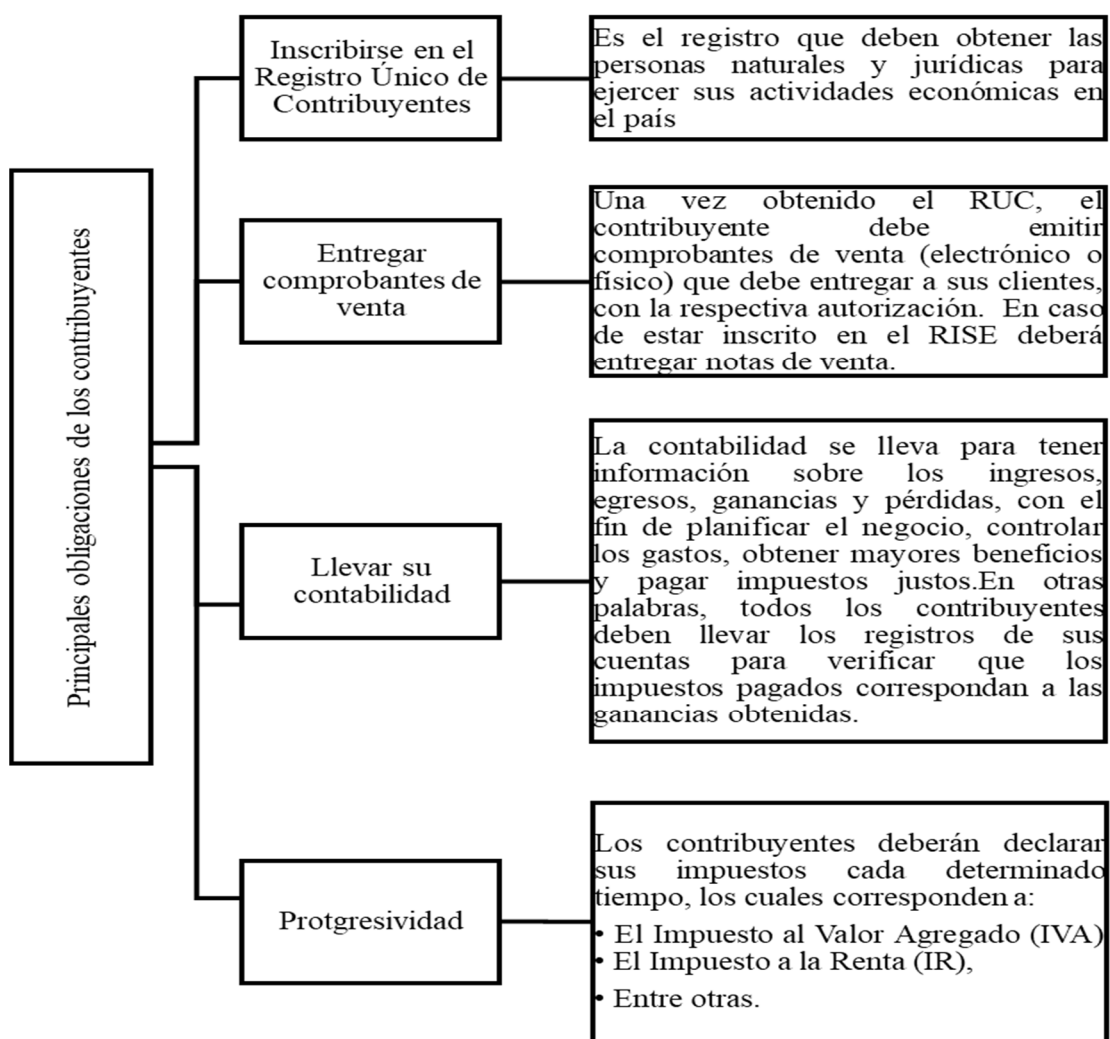 Principales obligaciones de los contribuyentes
Inscribirse en el
Registro Único de
Contribuyentes
Es el registro que deben obtener las
personas naturales y jurídicas para
ejercer sus actividades económicas en
el país
Entregar
comprobantes de
venta
Una vez obtenido el RUC, el
contribuyente debe emitir
comprobantes de venta (electrónico o
físico) que debe entregar a sus clientes,
con la respectiva autorización. En caso
de estar inscrito en el RISE deberá
entregar notas de venta.
Llevar su
contabilidad
La contabilidad se lleva para tener
información sobre los ingresos,
egresos, ganancias y pérdidas, con el
fin de planificar el negocio, controlar
los gastos, obtener mayores beneficios
y pagar impuestos justos.En otras
palabras, todos los contribuyentes
deben llevar los registros de sus
cuentas para verificar que los
impuestos pagados correspondan a las
ganancias obtenidas.
Protgresividad
Los contribuyentes deberán declarar
sus impuestos cada determinado
tiempo, los cuales corresponden a:
• El Impuesto al Valor Agregado (IVA)
• El Impuesto a la Renta (IR),
• Entre otras.